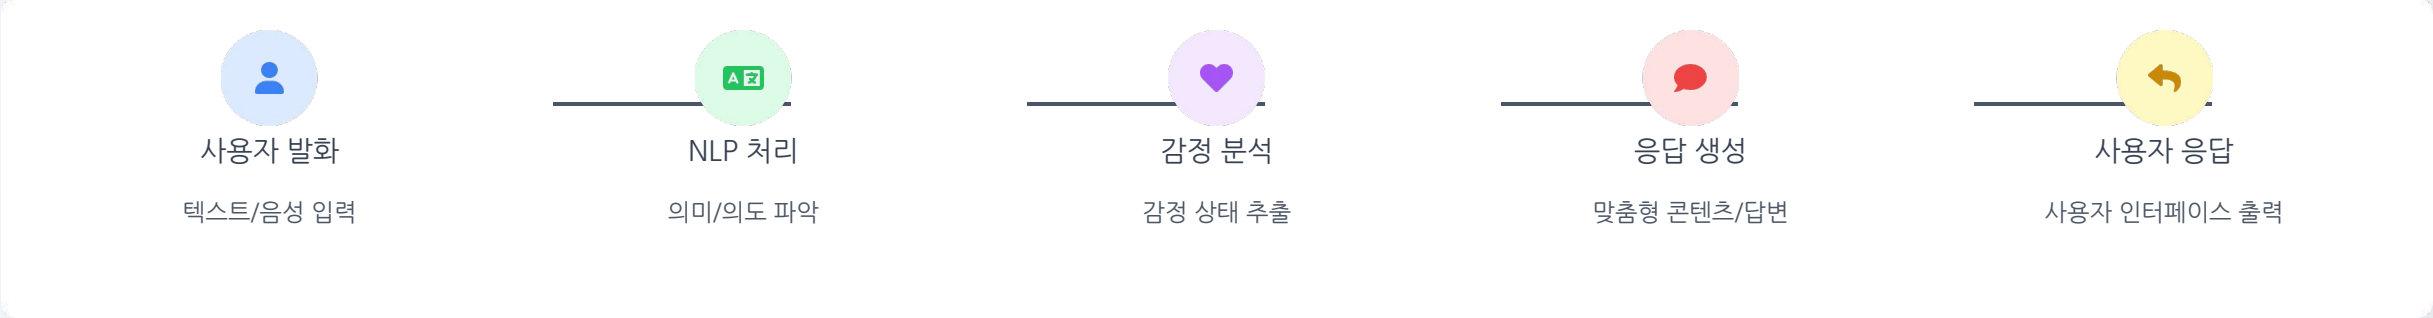 사용자 발화
텍스트/음성 입력
NLP 처리
의미/의도 파악
감정 분석
감정 상태 추출
응답 생성
맞춤형 콘텐츠/답변
사용자 응답
사용자 인터페이스 출력